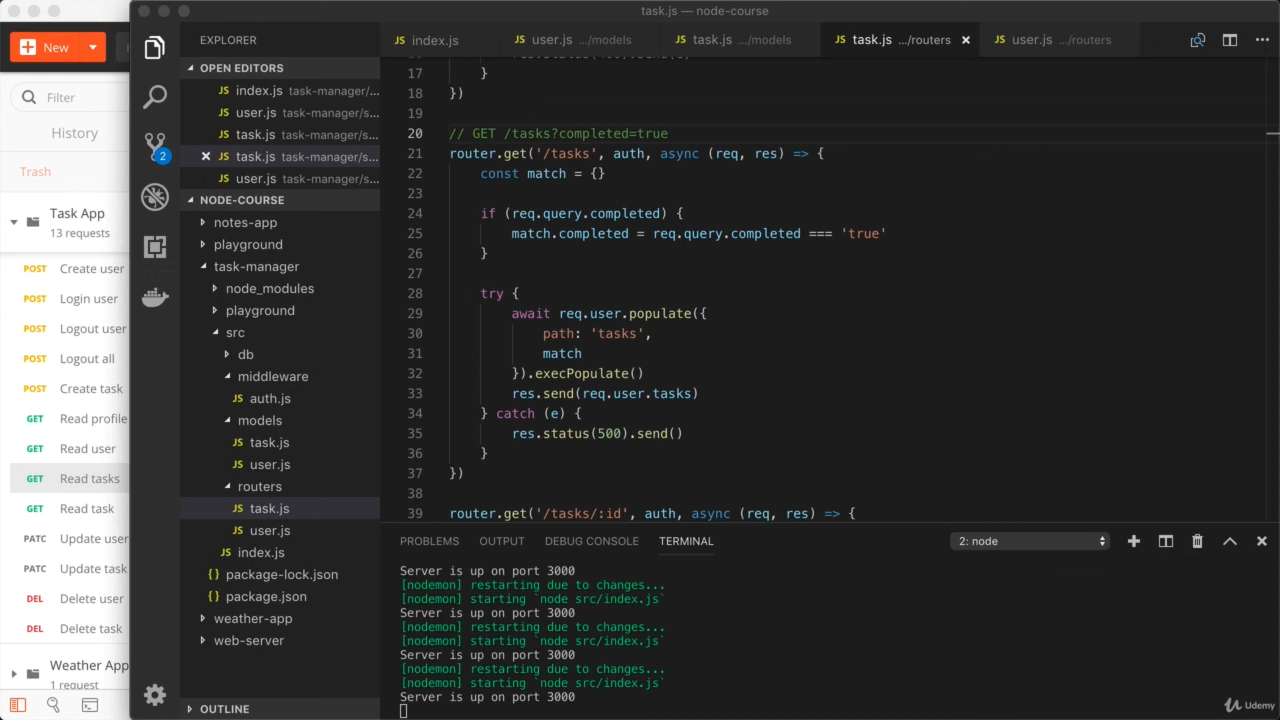 task.js — node-course
New
Filter
History
Trash
Task App
13 requests
POST Create user
POST Login user
POST Logout user
POST Logout all
POST Create task
GET Read profile
GET Read user
GET Read tasks
GET Read task
PATC Update user
PATC Update task
DEL Delete user
DEL Delete task
Weather App
1 request
2
EXPLORER
OPEN EDITORS
JS index.js task-manager/...
JS user.js task-manager/s...
JS task.js task-manager/s...
JS task.js task-manager/s...
JS user.js task-manager/s...
NODE-COURSE
notes-app
playground
task-manager
node_modules
playground
src
db
middleware
JS auth.js
models
JS task.js
JS user.js
routers
JS task.js
JS user.js
JS index.js
{} package-lock.json
{} package.json
weather-app
web-server
OUTLINE
JS index.js JS user.js .../models JS task.js .../models JS task.js .../routers JS user.js .../routers
17 }
18 })
19
20 // GET /tasks?completed=true
21 router.get('/tasks', auth, async (req, res) => {
22 const match = {}
23
24 if (req.query.completed) {
25 match.completed = req.query.completed === 'true'
26 }
27
28 try {
29 await req.user.populate({
30 path: 'tasks',
31 match
32 }).execPopulate()
33 res.send(req.user.tasks)
34 } catch (e) {
35 res.status(500).send()
36 }
37 })
38
39 router.get('/tasks/:id', auth, async (req, res) => {
PROBLEMS OUTPUT DEBUG CONSOLE TERMINAL 2: node
Server is up on port 3000
[nodemon] restarting due to changes...
[nodemon] starting `node src/index.js`
Server is up on port 3000
[nodemon] restarting due to changes...
[nodemon] starting `node src/index.js`
Server is up on port 3000
[nodemon] restarting due to changes...
[nodemon] starting `node src/index.js`
Server is up on port 3000
Udemy